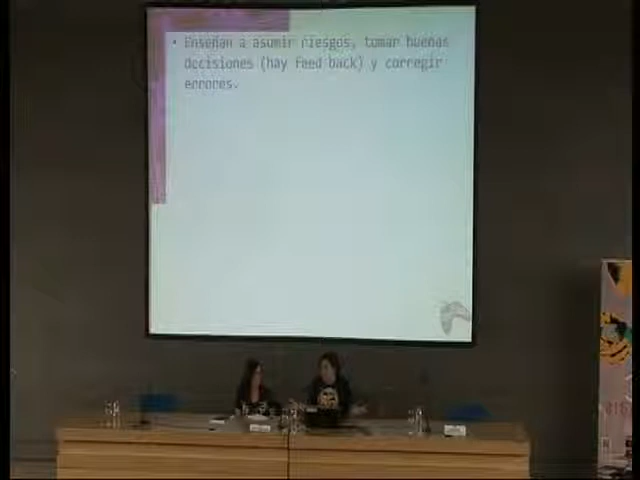 • Enseñan a asumir riesgos, tomar buenas
decisiones (hay feed back) y corregir
errores.